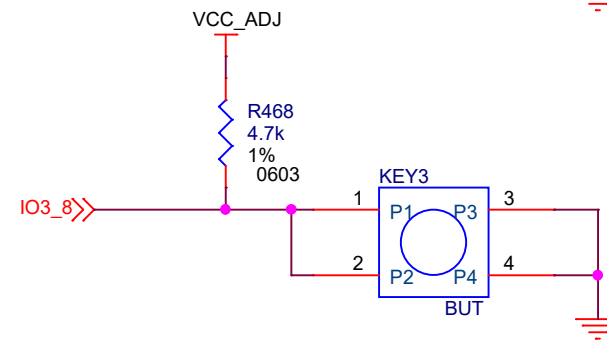 VCC_ADJ
R468
4.7k
1%
0603
IO3_8
KEY3
1
P1
P3
3
2
P2
P4
4
BUT